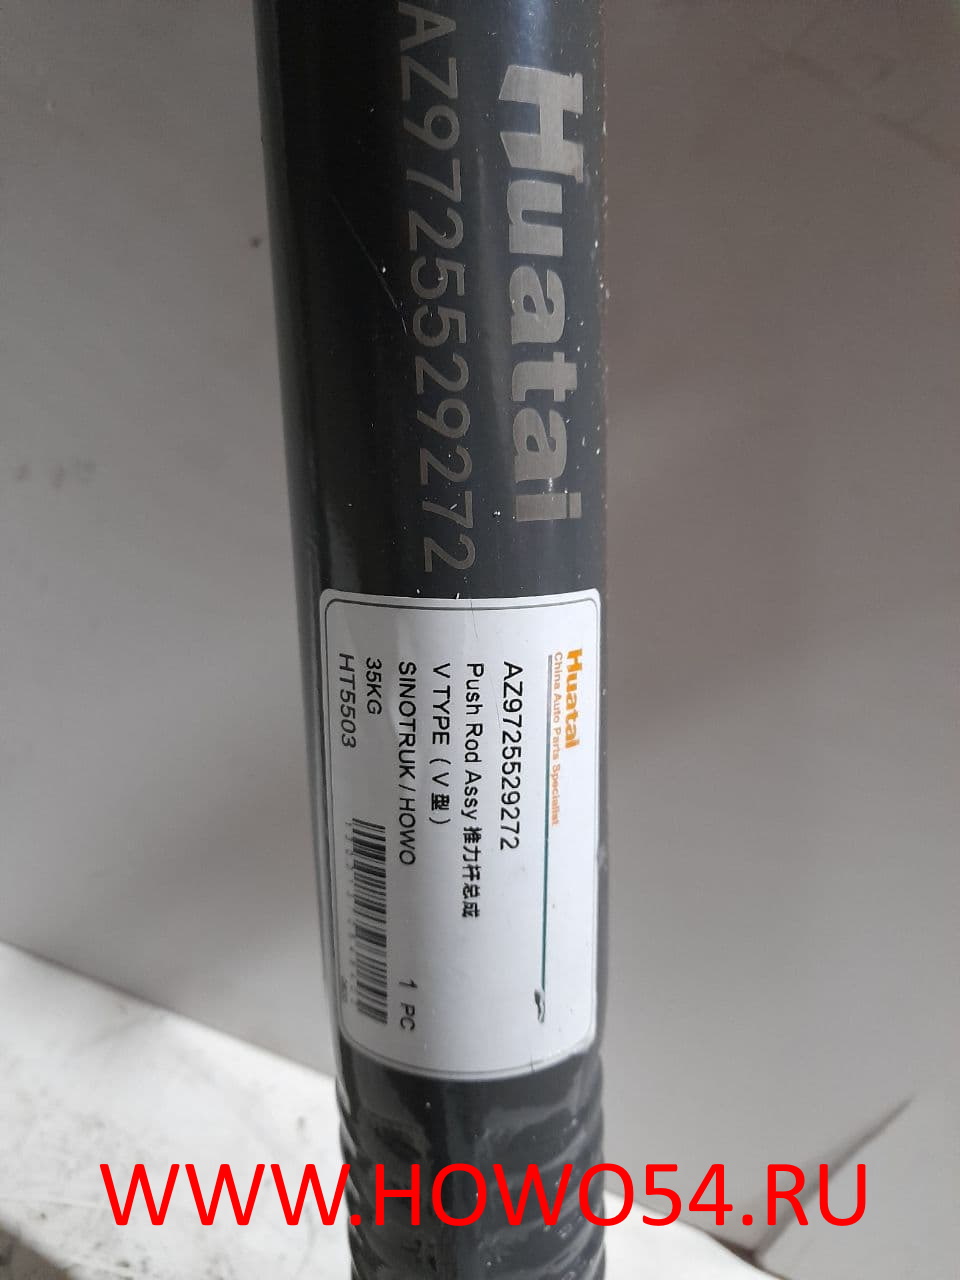 Huatai
AZ9725529272
Huatai
China Auto Parts Specialist
AZ9725529272
Push Rod Assy 推力杆总成
V TYPE（V 型）
SINOTRUK / HOWO 1 PC
35KG
HT5503
WWW.HOWO54.RU